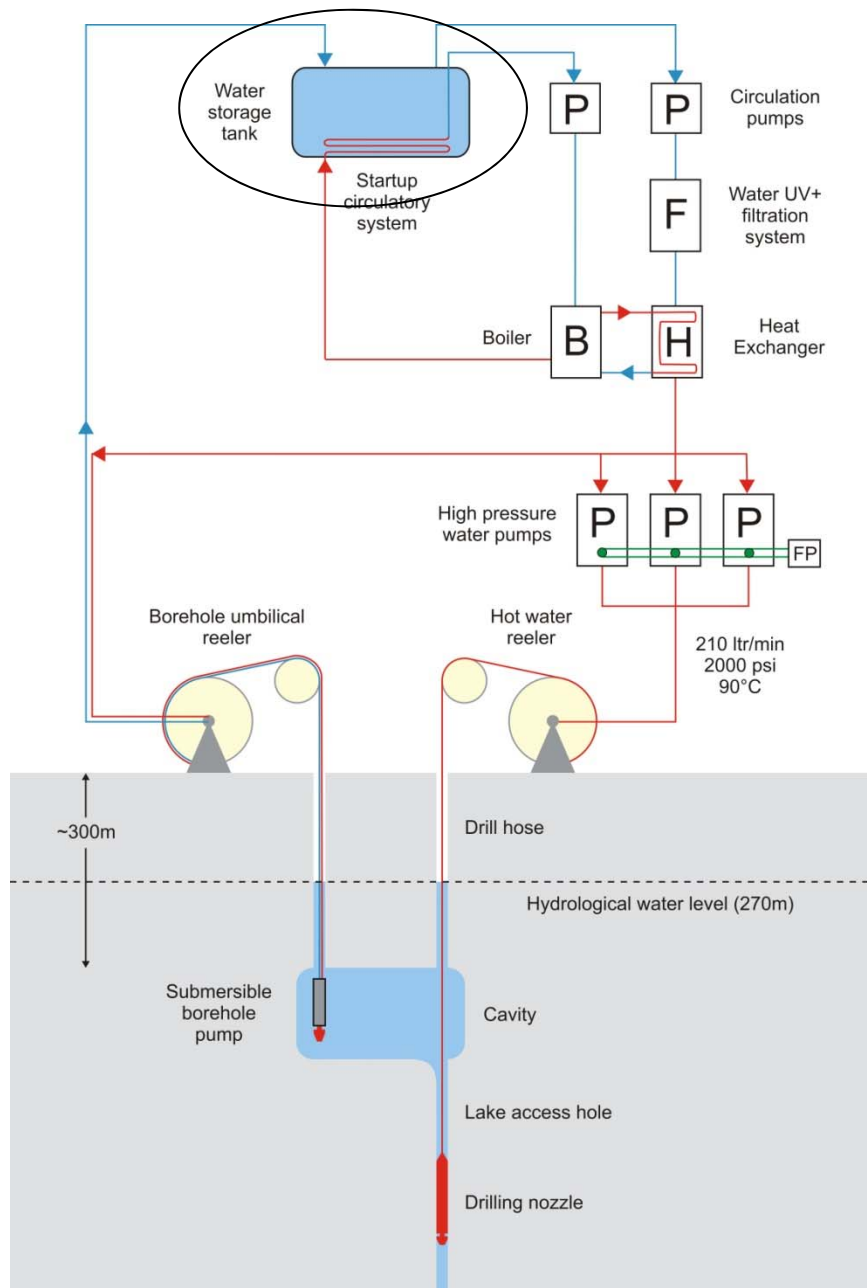 Water
storage
tank
P
P
Circulation
pumps
Startup
circulatory
system
F
Water UV+
filtration
system
Boiler
B
H
Heat
Exchanger
High pressure
water pumps
P
P
P
FP
Borehole umbilical
reeler
Hot water
reeler
210 ltr/min
2000 psi
90°C
~300m
Drill hose
Hydrological water level (270m)
Submersible
borehole
pump
Cavity
Lake access hole
Drilling nozzle